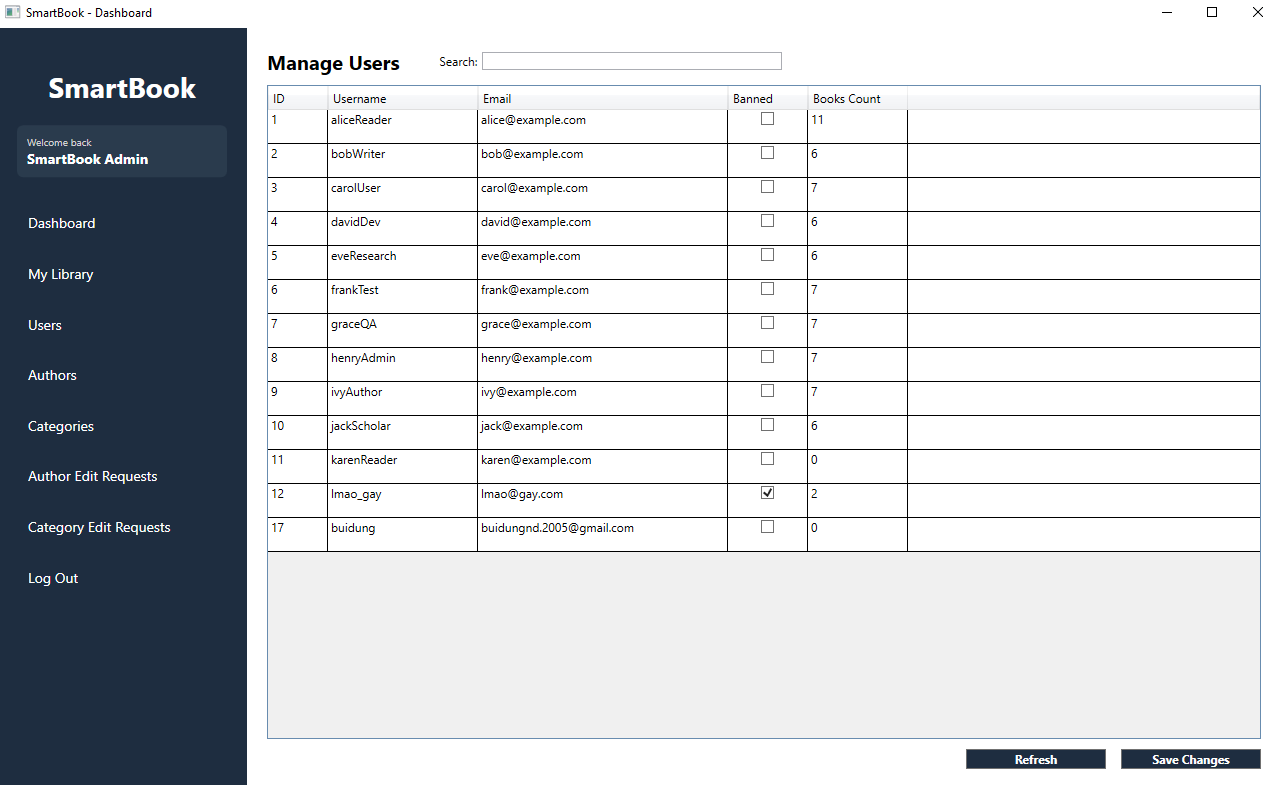 SmartBook - Dashboard
SmartBook
Welcome back
SmartBook Admin
Dashboard
My Library
Users
Authors
Categories
Author Edit Requests
Category Edit Requests
Log Out
Manage Users Search:
ID Username Email Banned Books Count
1 aliceReader alice@example.com 11
2 bobWriter bob@example.com 6
3 carolUser carol@example.com 7
4 davidDev david@example.com 6
5 eveResearch eve@example.com 6
6 frankTest frank@example.com 7
7 graceQA grace@example.com 7
8 henryAdmin henry@example.com 7
9 ivyAuthor ivy@example.com 7
10 jackScholar jack@example.com 6
11 karenReader karen@example.com 0
12 lmao_gay lmao@gay.com 2
17 buidung buidungnd.2005@gmail.com 0
Refresh Save Changes